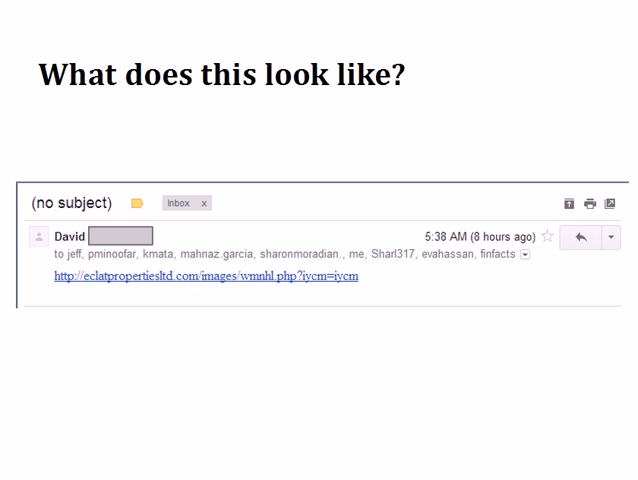 What does this look like?
(no subject) Inbox x
David 5:38 AM (8 hours ago)
to jeff, pminoofar, kmata, mahnaz.garcia, sharonmoradian., me, Sharl317, evahassan, finfacts
http://eclatpropertiesltd.com/images/wmnhl.php?iycm=iycm